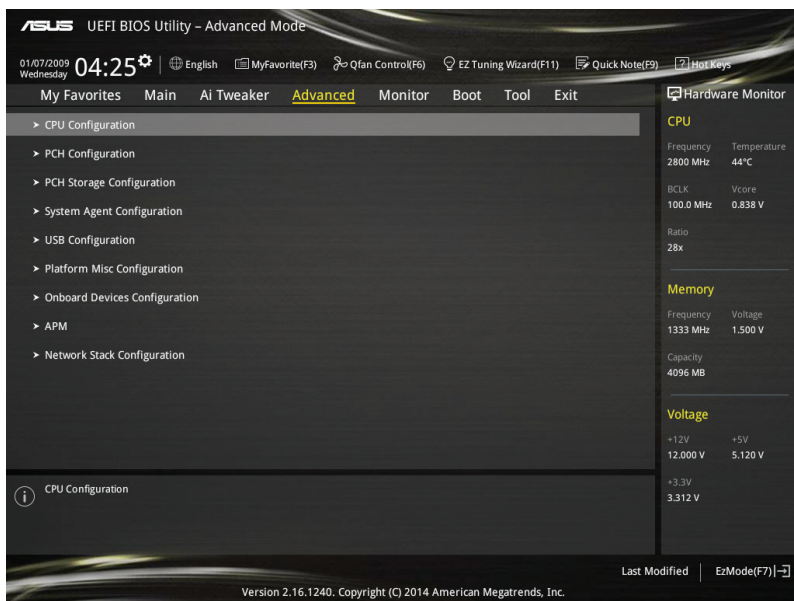 ASUS UEFI BIOS Utility – Advanced Mode
01/07/2009
Wednesday
04:25
English
MyFavorite(F3)
Qfan Control(F6)
EZ Tuning Wizard(F11)
Quick Note(F9)
? Hot Keys
My Favorites
Main
Ai Tweaker
Advanced
Monitor
Boot
Tool
Exit
> CPU Configuration
> PCH Configuration
> PCH Storage Configuration
> System Agent Configuration
> USB Configuration
> Platform Misc Configuration
> Onboard Devices Configuration
> APM
> Network Stack Configuration
i CPU Configuration
Hardware Monitor
CPU
Frequency Temperature
2800 MHz 44°C
BCLK Vcore
100.0 MHz 0.838 V
Ratio
28x
Memory
Frequency Voltage
1333 MHz 1.500 V
Capacity
4096 MB
Voltage
+12V +5V
12.000 V 5.120 V
+3.3V
3.312 V
Last Modified
EzMode(F7)
Version 2.16.1240. Copyright (C) 2014 American Megatrends, Inc.